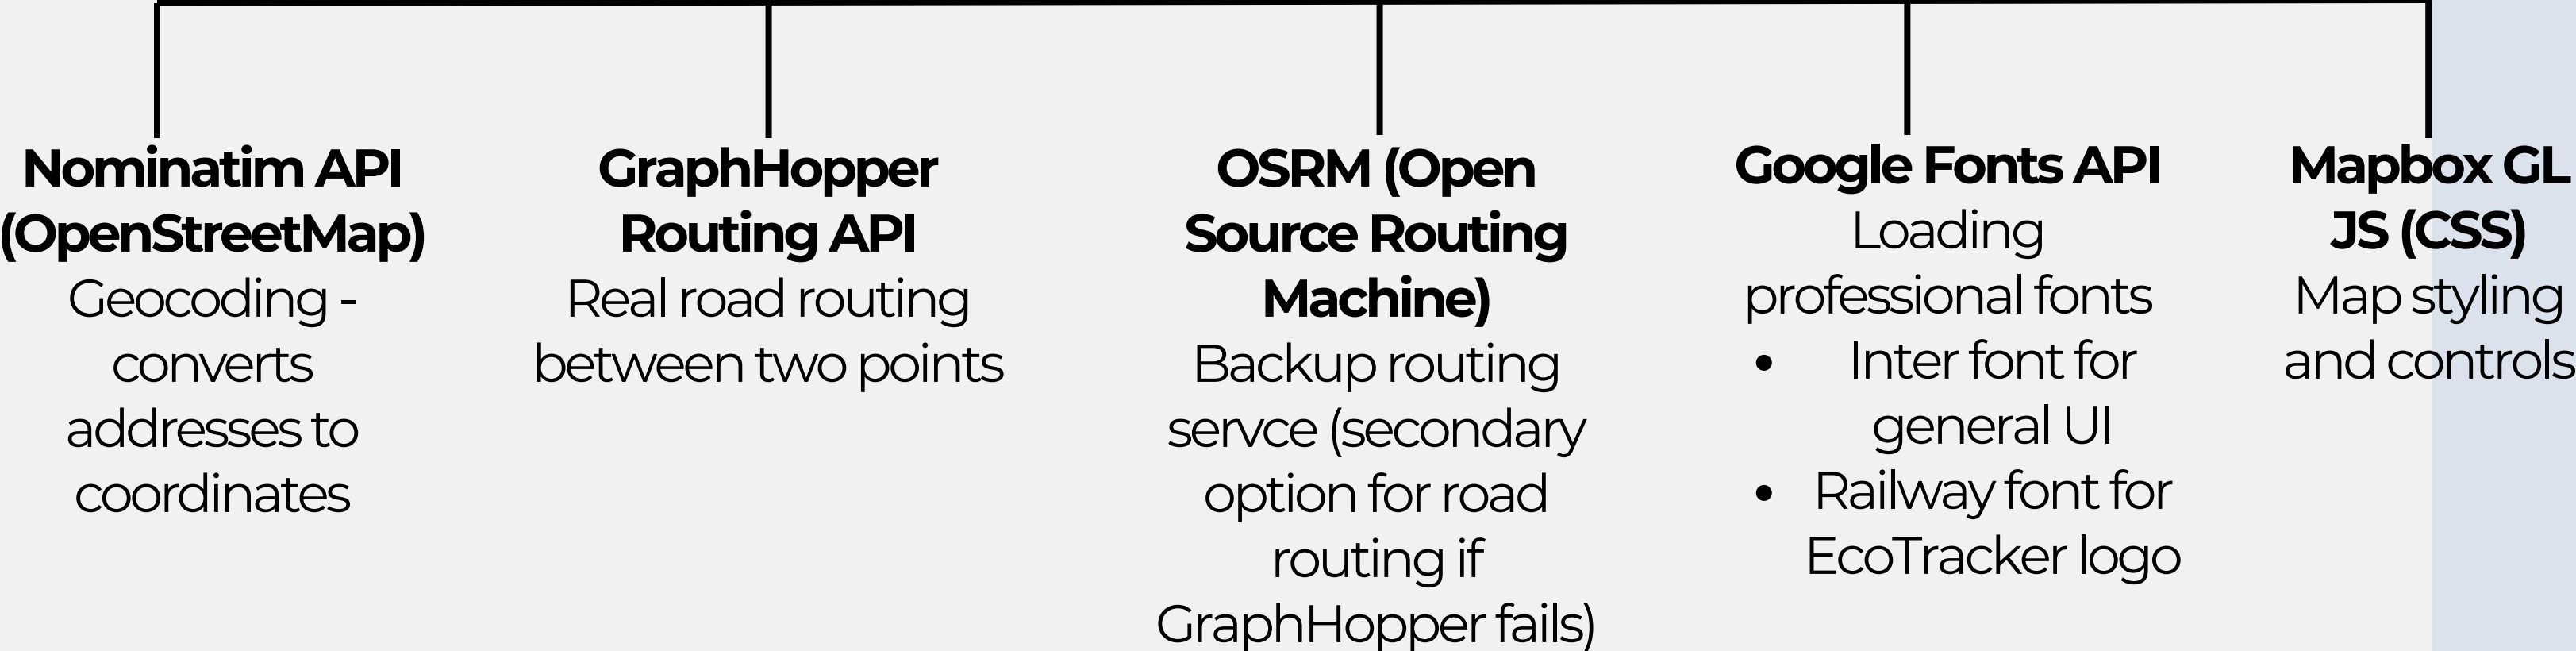 Nominatim API
(OpenStreetMap)
Geocoding -
converts
addresses to
coordinates
GraphHopper
Routing API
Real road routing
between two points
OSRM (Open
Source Routing
Machine)
Backup routing
servce (secondary
option for road
routing if
GraphHopper fails)
Google Fonts API
Loading
professional fonts
• Inter font for
general UI
• Railway font for
EcoTracker logo
Mapbox GL
JS (CSS)
Map styling
and controls